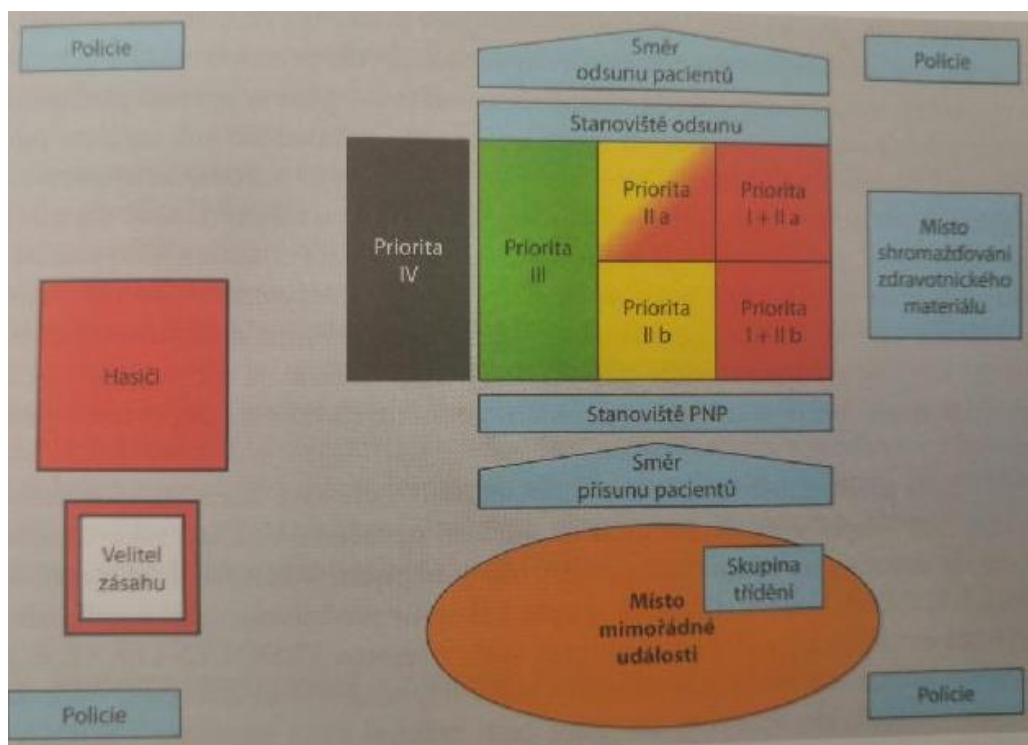 Policie
Směr
odsunu pacientů
Policie
Stanoviště odsunu
Priorita
IV
Priorita
III
Priorita
II a
Priorita
I + II a
Místo
shromažďování
zdravotnického
materiálu
Priorita
II b
Priorita
I + II b
Hasiči
Stanoviště PNP
Směr
přísunu pacientů
Velitel
zásahu
Skupina
třídění
Místo
mimořádné
události
Policie
Policie